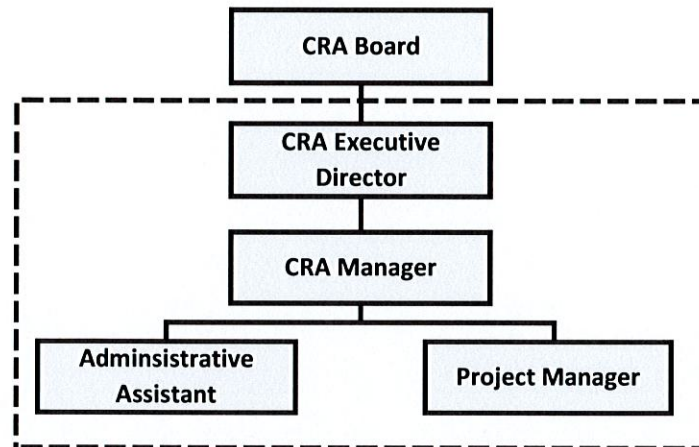 CRA Board
CRA Executive
Director
CRA Manager
Adminsistrative
Assistant
Project Manager